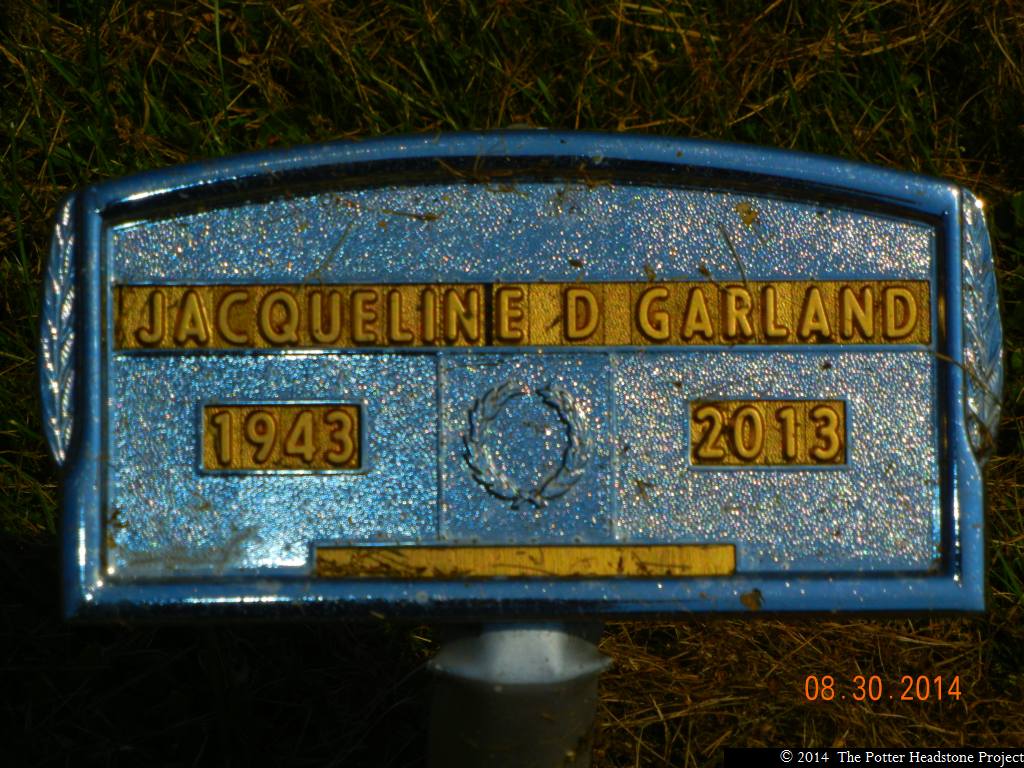 JACQUELINE D GARLAND
1943 2013
08.30.2014
© 2014 The Potter Headstone Project